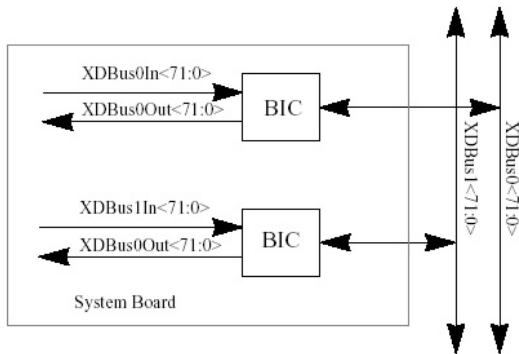 XDBus0In<71:0>
XDBus0Out<71:0>
BIC
XDBus1In<71:0>
XDBus0Out<71:0>
BIC
System Board
XDBus1<71:0>
XDBus0<71:0>